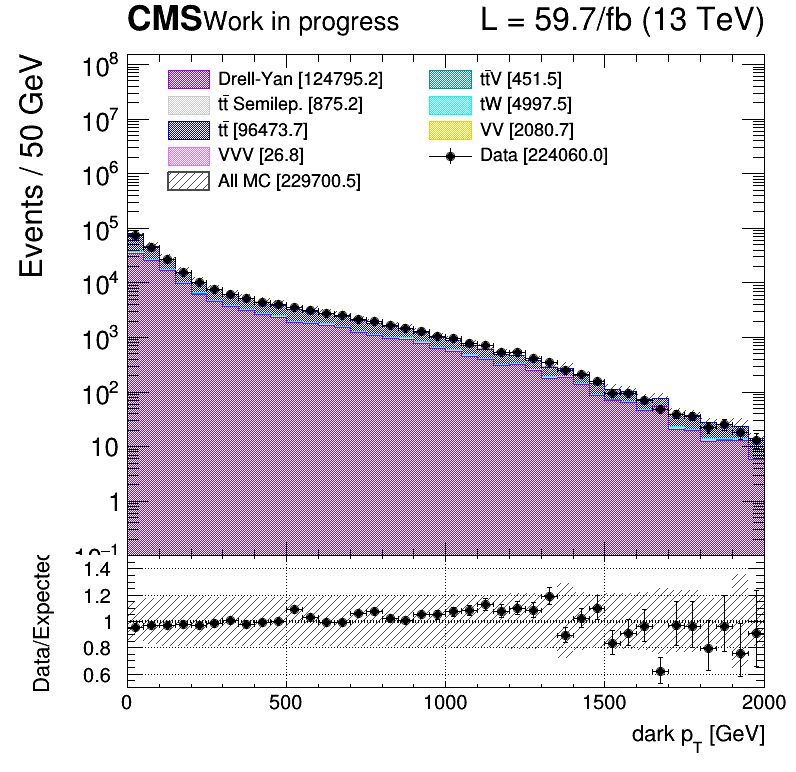 CMS Work in progress L = 59.7/fb (13 TeV)
Events / 50 GeV
10⁸
10⁷
10⁶
10⁵
10⁴
10³
10²
10
1
10⁻¹
Drell-Yan [124795.2]
tt̄ Semilep. [875.2]
tt̄ [96473.7]
VVV [26.8]
All MC [229700.5]
tt̄V [451.5]
tW [4997.5]
VV [2080.7]
Data [224060.0]
Data/Expected
1.4
1.2
1
0.8
0.6
0 500 1000 1500 2000
dark p_T [GeV]